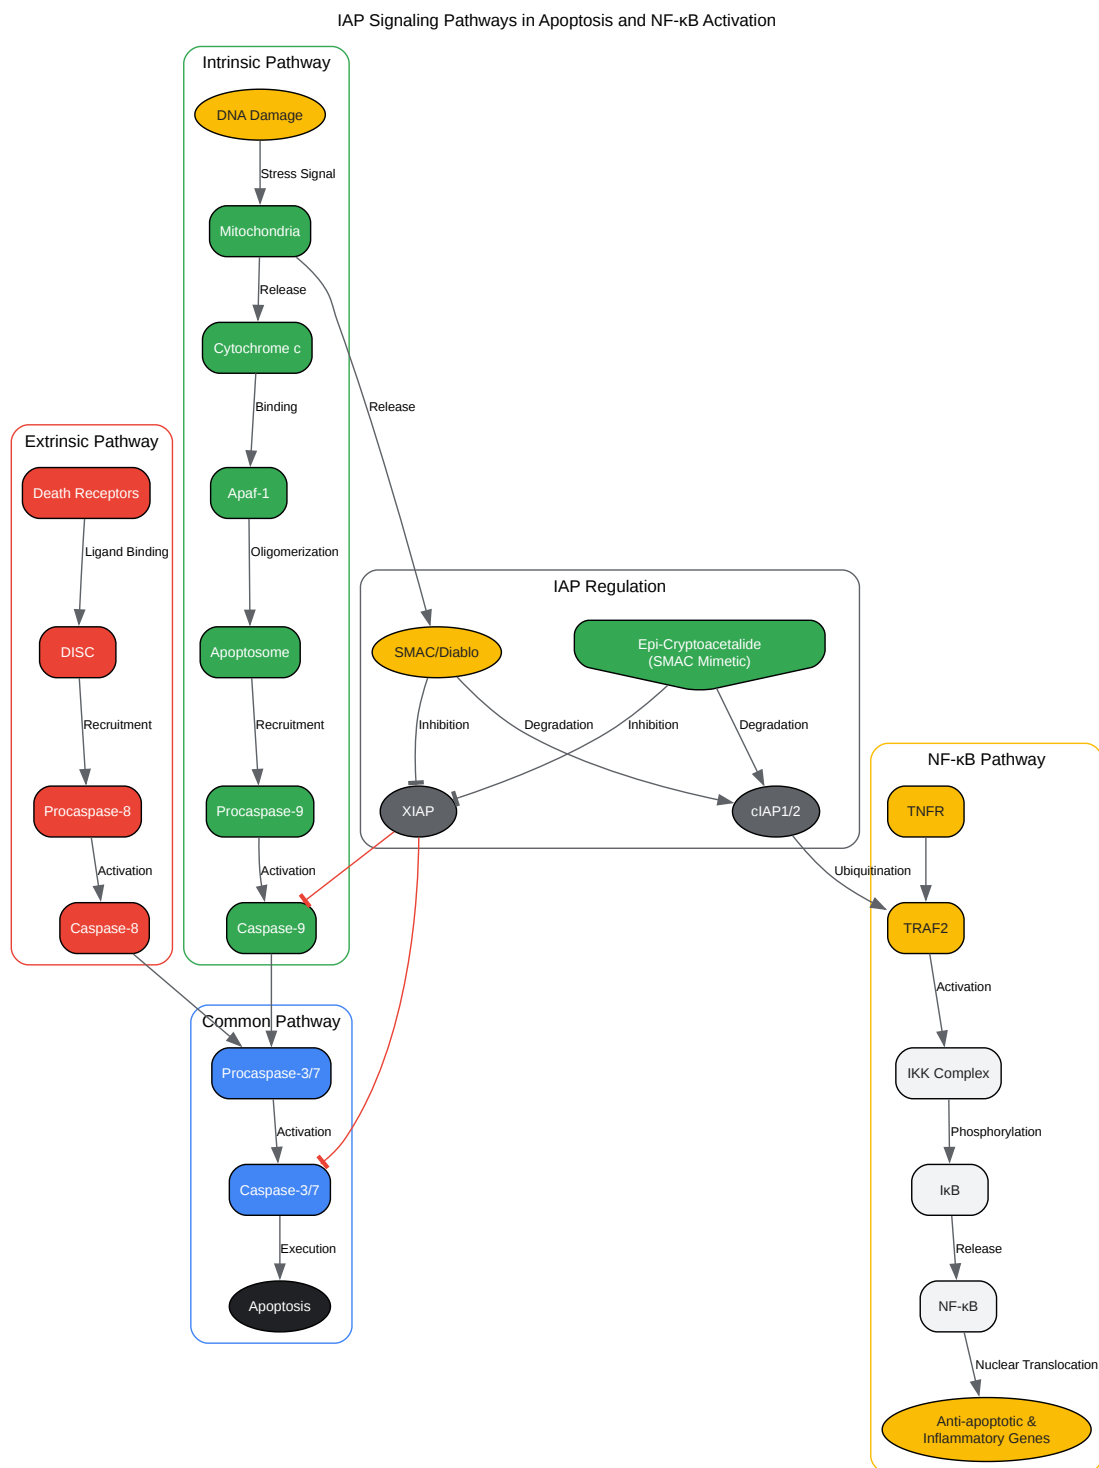 IAP Signaling Pathways in Apoptosis and NF-κB Activation
Intrinsic Pathway
DNA Damage
Stress Signal
Mitochondria
Release
Cytochrome c
Binding
Release
Extrinsic Pathway
Death Receptors
Apaf-1
Ligand Binding
Oligomerization
IAP Regulation
DISC
Apoptosome
SMAC/Diablo
Epi-Cryptoacetalide
(SMAC Mimetic)
Recruitment
Recruitment
Inhibition
Degradation
Inhibition
Degradation
NF-κB Pathway
Procaspase-8
Procaspase-9
XIAP
cIAP1/2
TNFR
Activation
Activation
Ubiquitination
Caspase-8
Caspase-9
TRAF2
Activation
Common Pathway
Procaspase-3/7
IKK Complex
Activation
Phosphorylation
Caspase-3/7
IκB
Execution
Release
Apoptosis
NF-κB
Nuclear Translocation
Anti-apoptotic &
Inflammatory Genes